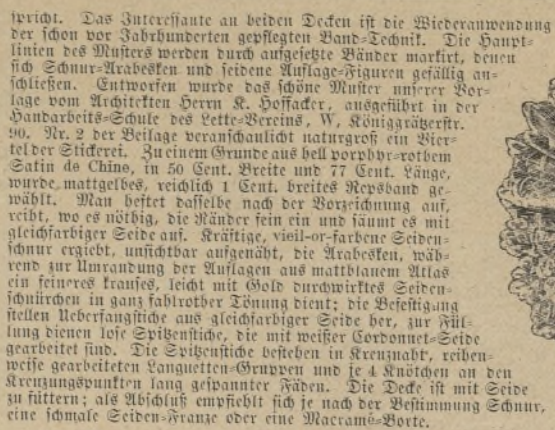 spricht. Das Interessante an beiden Decken ist die Wiederanwendung
der schon vor Jahrhunderten gepflegten Band-Technik. Die Haupt-
linien des Musters werden durch aufgesetzte Bänder markirt, denen
sich Schnur-Arabesken und seidene Auflage-Figuren gefällig an-
schließen. Entworfen wurde das schöne Muster unserer Vor-
lage vom Architekten Herrn K. Hoffacker, ausgeführt in der
Handarbeits-Schule des Lette-Vereins, W, Königgrätzerstr.
90. Nr. 2 der Beilage veranschaulicht naturgroß ein Vier-
tel der Stickerei. Zu einem Grunde aus hell porphyr-rothem
Satin de Chine, in 50 Cent. Breite und 77 Cent. Länge,
wurde mattgelbes, reichlich 1 Cent. breites Repsband ge-
wählt. Man heftet dasselbe nach der Vorzeichnung auf,
reiht, wo es nöthig, die Ränder fein ein und säumt es mit
gleichfarbiger Seide auf. Kräftige, vieil-or-farbene Seiden-
schnur ergiebt, unsichtbar aufgenäht, die Arabesken, wäh-
rend zur Umrandung der Auflagen aus mattblauem Atlas
ein feineres krauses, leicht mit Gold durchwirktes Seiden-
schnürchen in ganz fahlrother Tönung dient; die Befestigung
stellen Ueberfangstiche aus gleichfarbiger Seide her, zur Fül-
lung dienen lose Spitzenstiche, die mit weißer Cordonnet-Seide
gearbeitet sind. Die Spitzenstiche bestehen in Kreuznaht, reihen-
weise gearbeiteten Languetten-Gruppen und je 4 Knötchen an den
Kreuzungspunkten lang gespannter Fäden. Die Decke ist mit Seide
zu füttern; als Abschluß empfiehlt sich je nach der Bestimmung Schnur,
eine schmale Seiden-Franze oder eine Macramé-Borte.